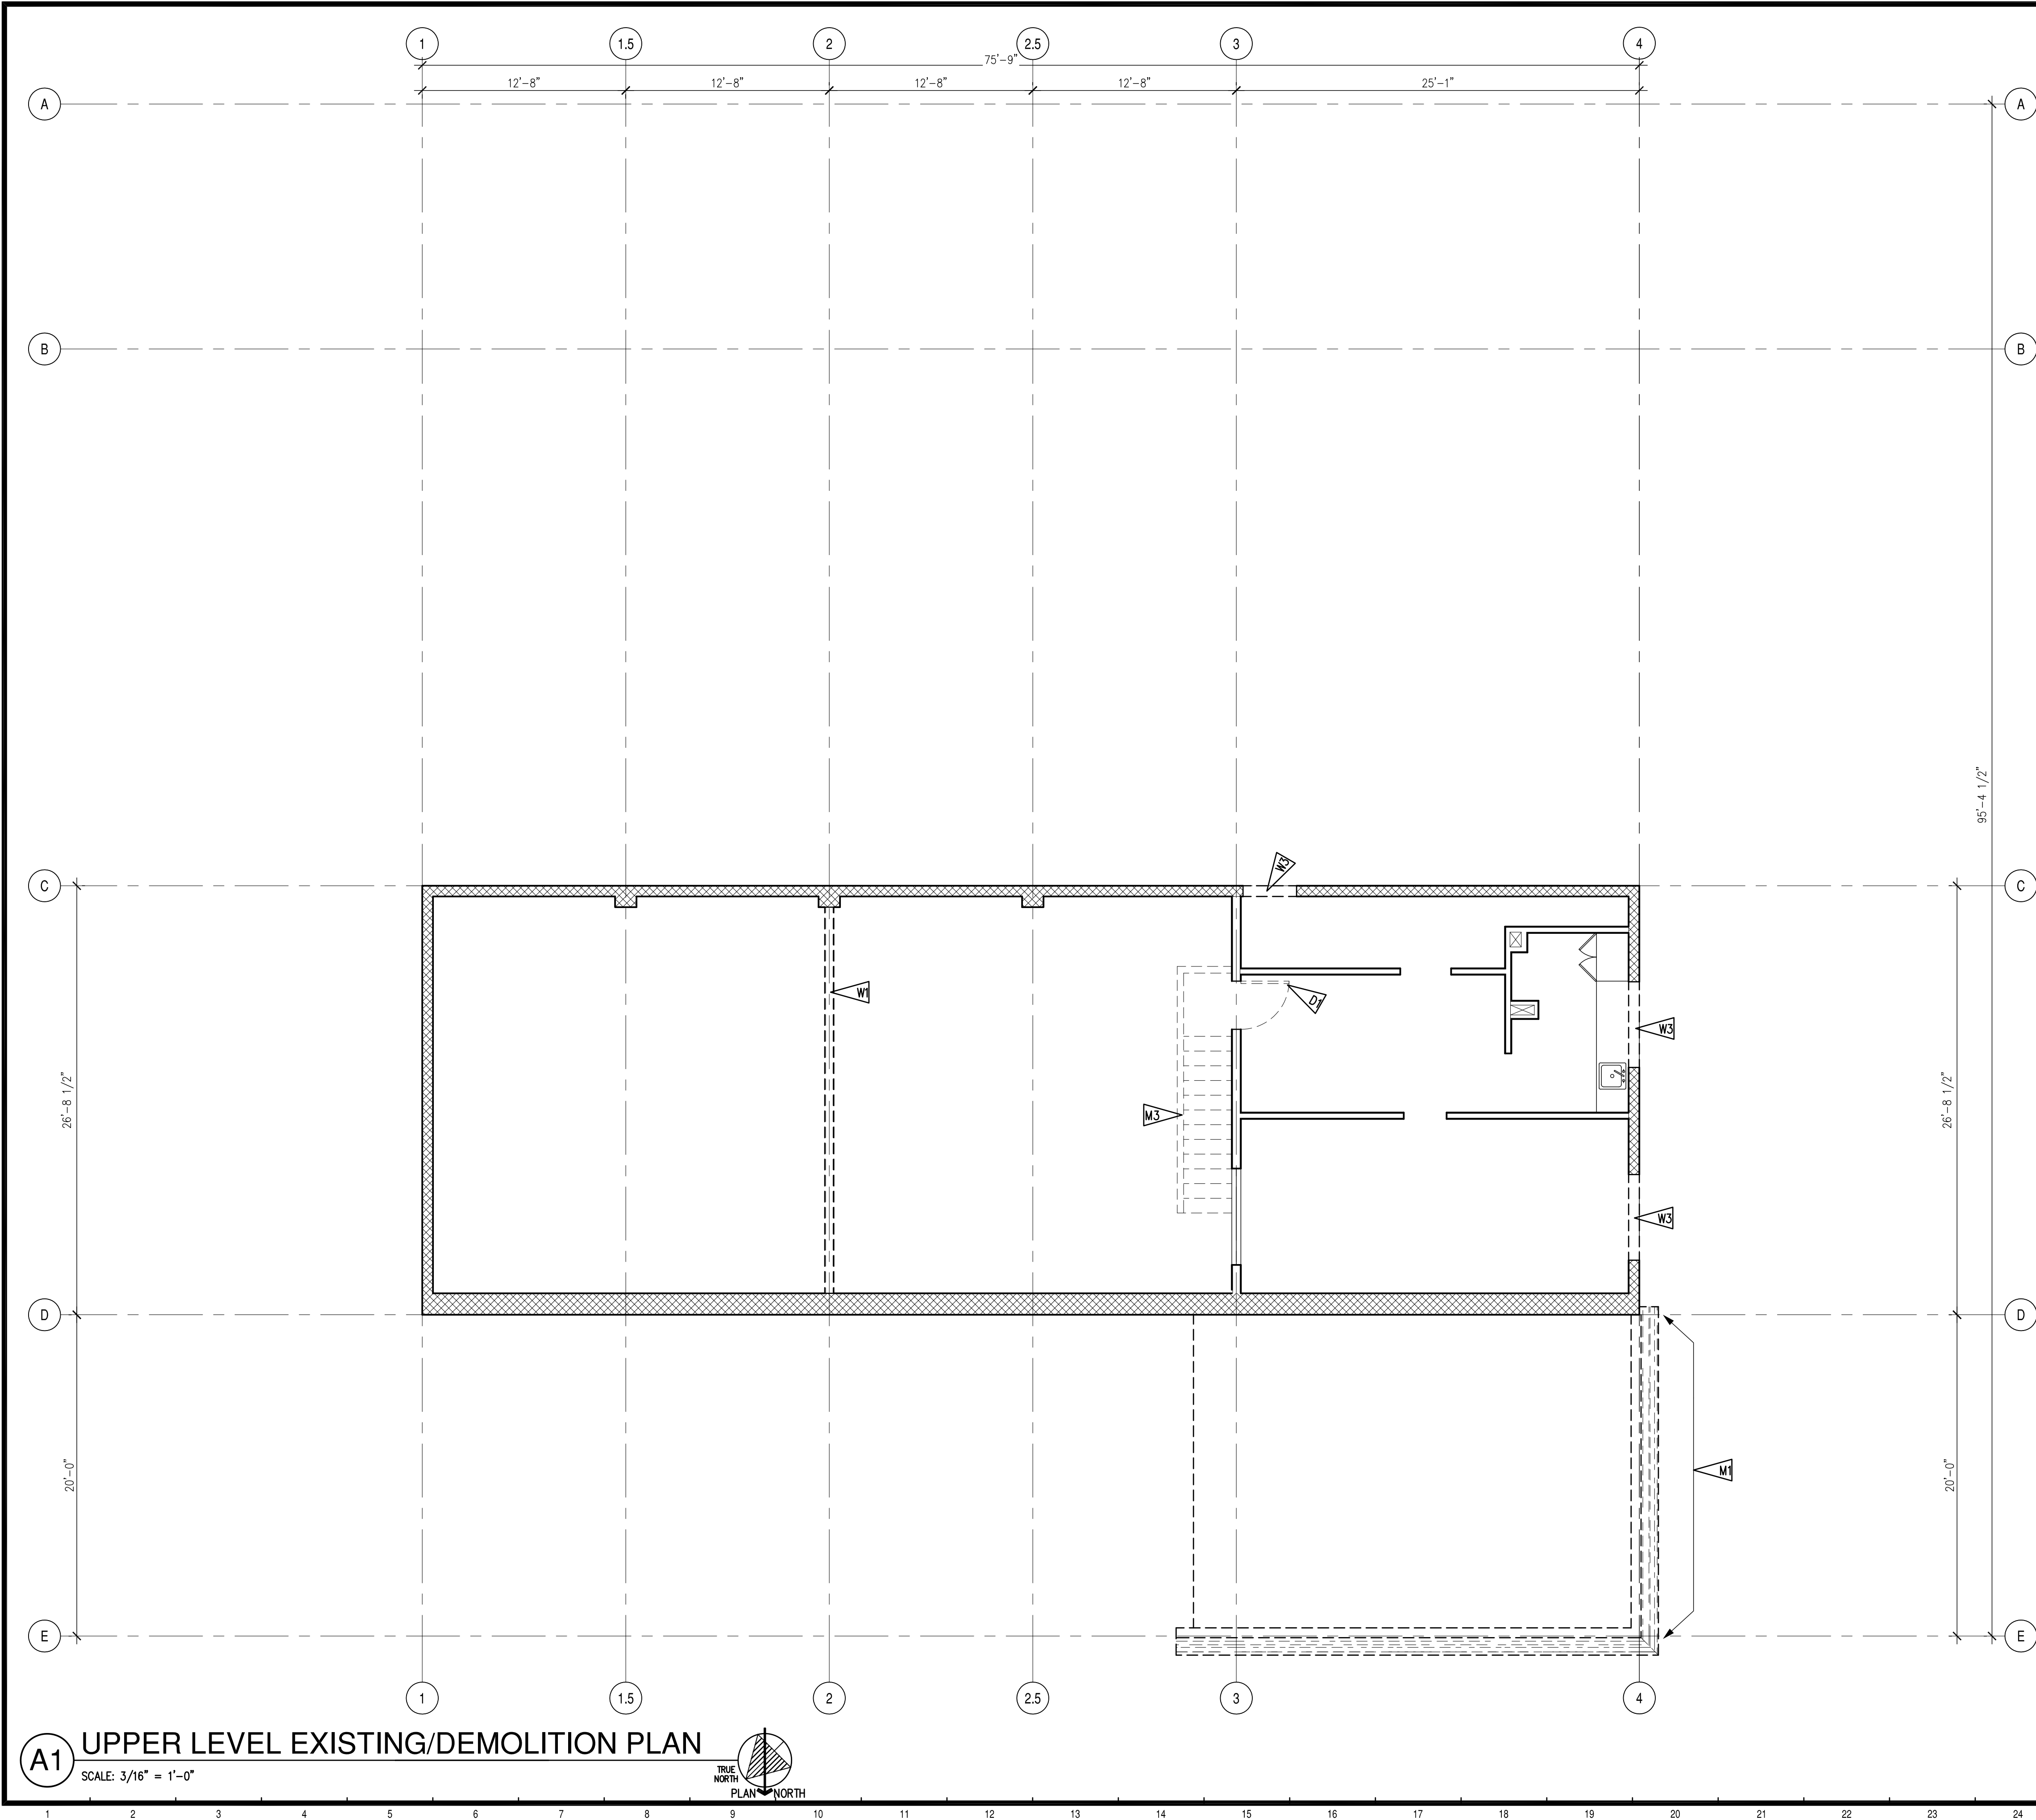 1 1.5 2 2.5 3 4
75'-9"
12'-8" 12'-8" 12'-8" 12'-8" 25'-1"
A A
B B
95'-4 1/2"
C C
W3
W1
D1
W3
26'-8 1/2" 26'-8 1/2"
M3
W3
D D
M1
20'-0" 20'-0"
E E
1 1.5 2 2.5 3 4
A1 UPPER LEVEL EXISTING/DEMOLITION PLAN
SCALE: 3/16" = 1'-0"
TRUE
NORTH
PLAN NORTH
1 2 3 4 5 6 7 8 9 10 11 12 13 14 15 16 17 18 19 20 21 22 23 24